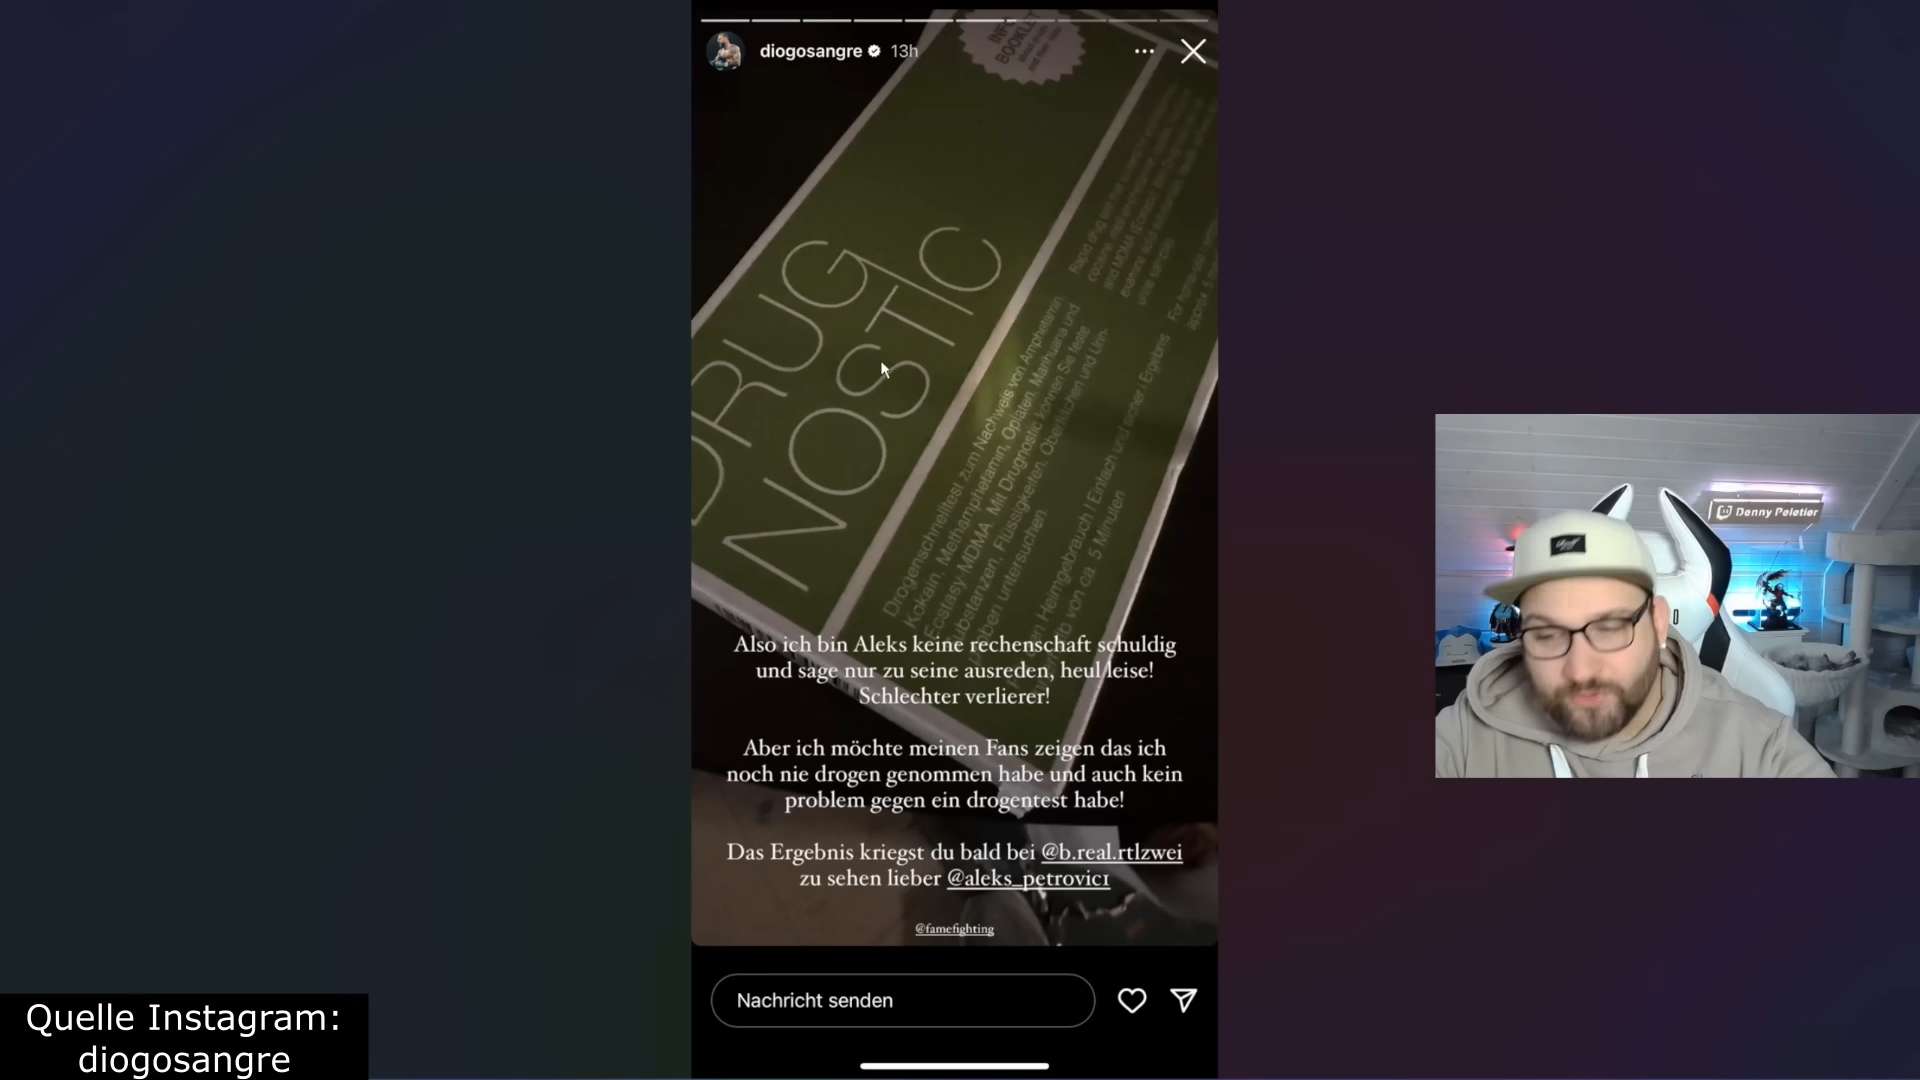 diogosangre 13h
INFO
BOOKLET
DRUG
NOSTIC
Drogenschnelltest zum Nachweis von Amphetamin,
Kokain, Methamphetamin, Opiaten, Marihuana und
Ecstasy MDMA. Mit Drugnostic können Sie feste
Substanzen, Flüssigkeiten, Oberflächen und Urin-
proben untersuchen.
Heimgebrauch | Einfach und sicher | Ergebnis
von ca. 5 Minuten
Also ich bin Aleks keine rechenschaft schuldig
und sage nur zu seine ausreden, heul leise!
Schlechter verlierer!
Aber ich möchte meinen Fans zeigen das ich
noch nie drogen genommen habe und auch kein
problem gegen ein drogentest habe!
Das Ergebnis kriegst du bald bei @b.real.rtlzwei
zu sehen lieber @aleks_petrovic1
@famefighting
Nachricht senden
Denny Peletier
Quelle Instagram:
diogosangre